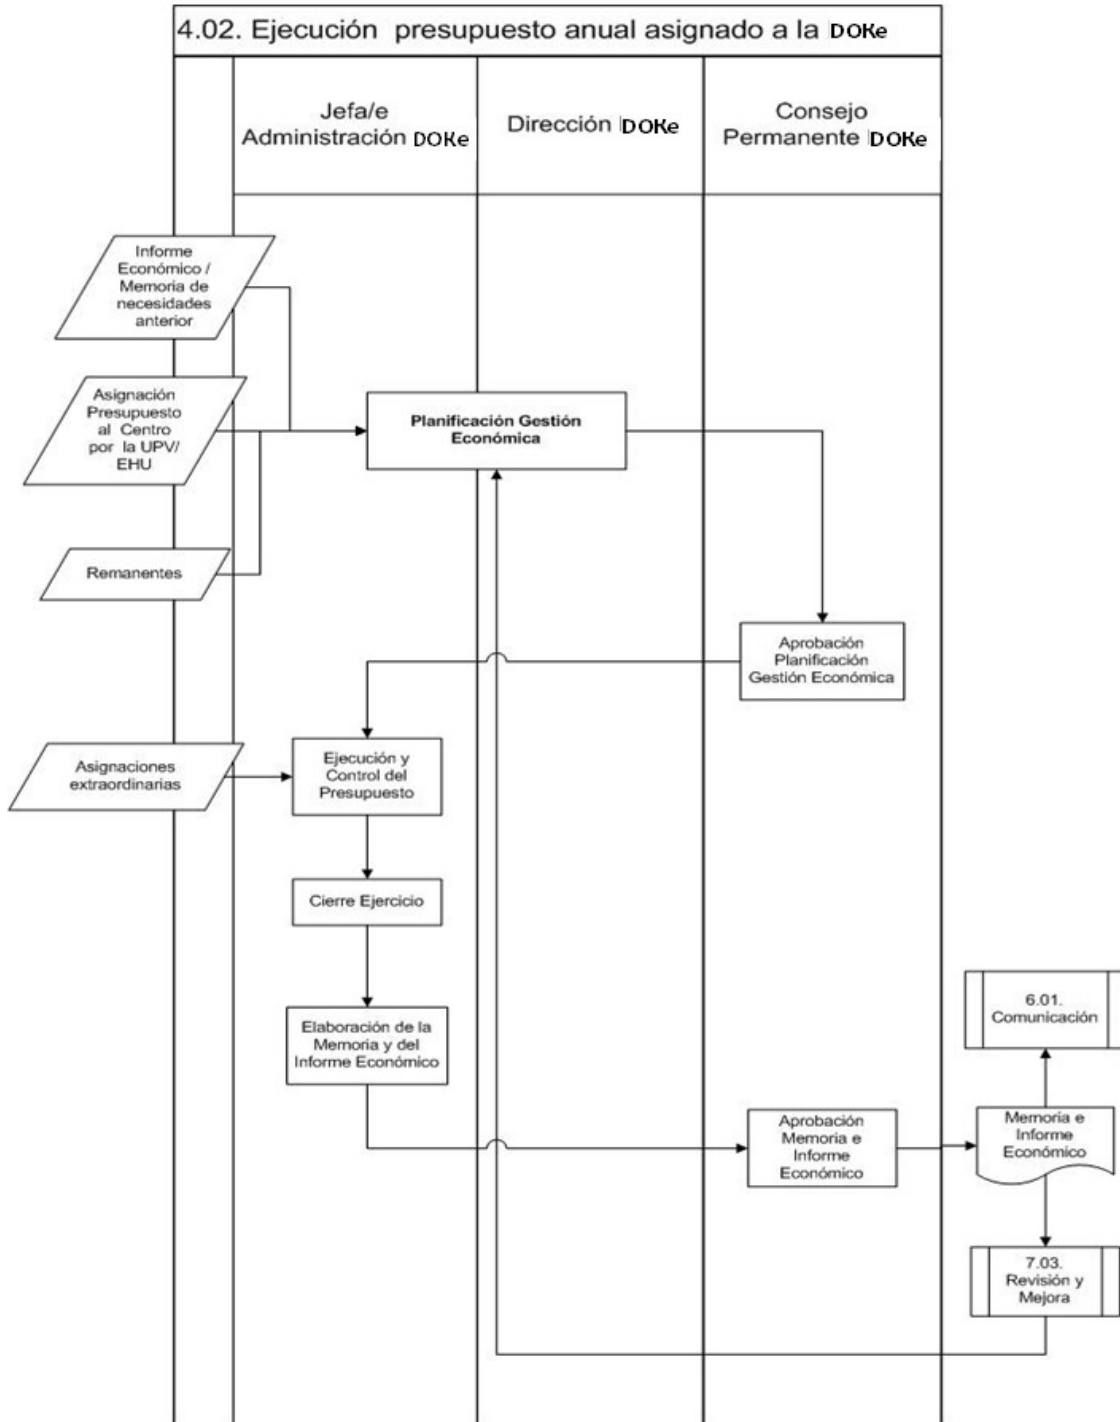 4.02. Ejecución presupuesto anual asignado a la DOKe
Jefa/e
Administración DOKe
Dirección DOKe
Consejo
Permanente DOKe
Informe
Económico /
Memoria de
necesidades
anterior
Asignación
Presupuesto
al Centro
por la UPV/
EHU
Planificación Gestión
Económica
Remanentes
Aprobación
Planificación
Gestión Económica
Asignaciones
extraordinarias
Ejecución y
Control del
Presupuesto
Cierre Ejercicio
Elaboración de la
Memoria y del
Informe Económico
6.01.
Comunicación
Aprobación
Memoria e
Informe
Económico
Memoria e
Informe
Económico
7.03.
Revisión y
Mejora